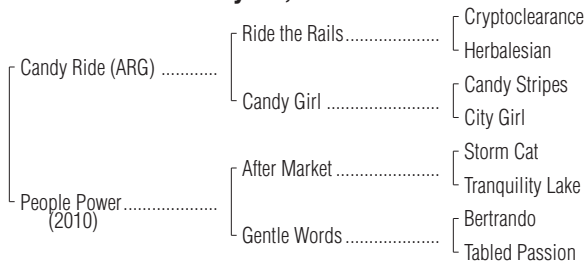 Cryptoclearance
Ride the Rails
Herbalesian
Candy Ride (ARG)
Candy Stripes
Candy Girl
City Girl
Storm Cat
After Market
Tranquility Lake
People Power
(2010)
Bertrando
Gentle Words
Tabled Passion